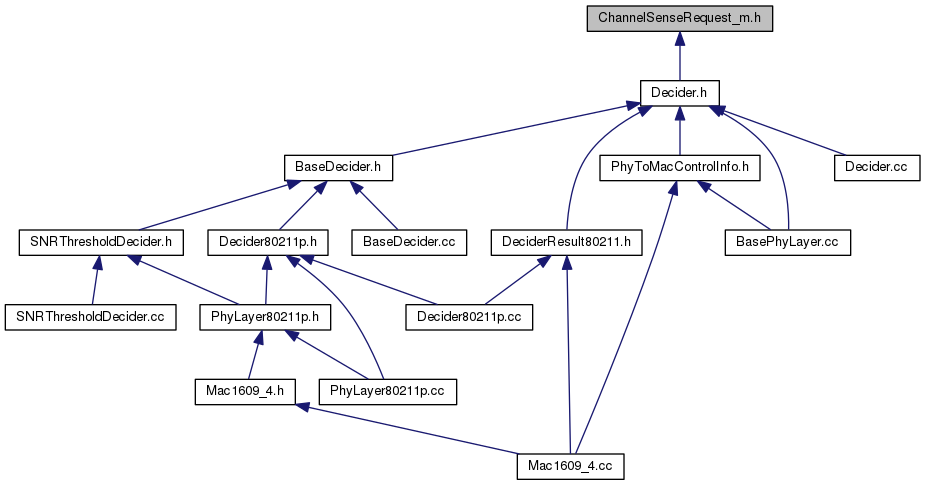 ChannelSenseRequest_m.h
Decider.h
BaseDecider.h
PhyToMacControlInfo.h
Decider.cc
SNRThresholdDecider.h
Decider80211p.h
BaseDecider.cc
DeciderResult80211.h
BasePhyLayer.cc
SNRThresholdDecider.cc
PhyLayer80211p.h
Decider80211p.cc
Mac1609_4.h
PhyLayer80211p.cc
Mac1609_4.cc